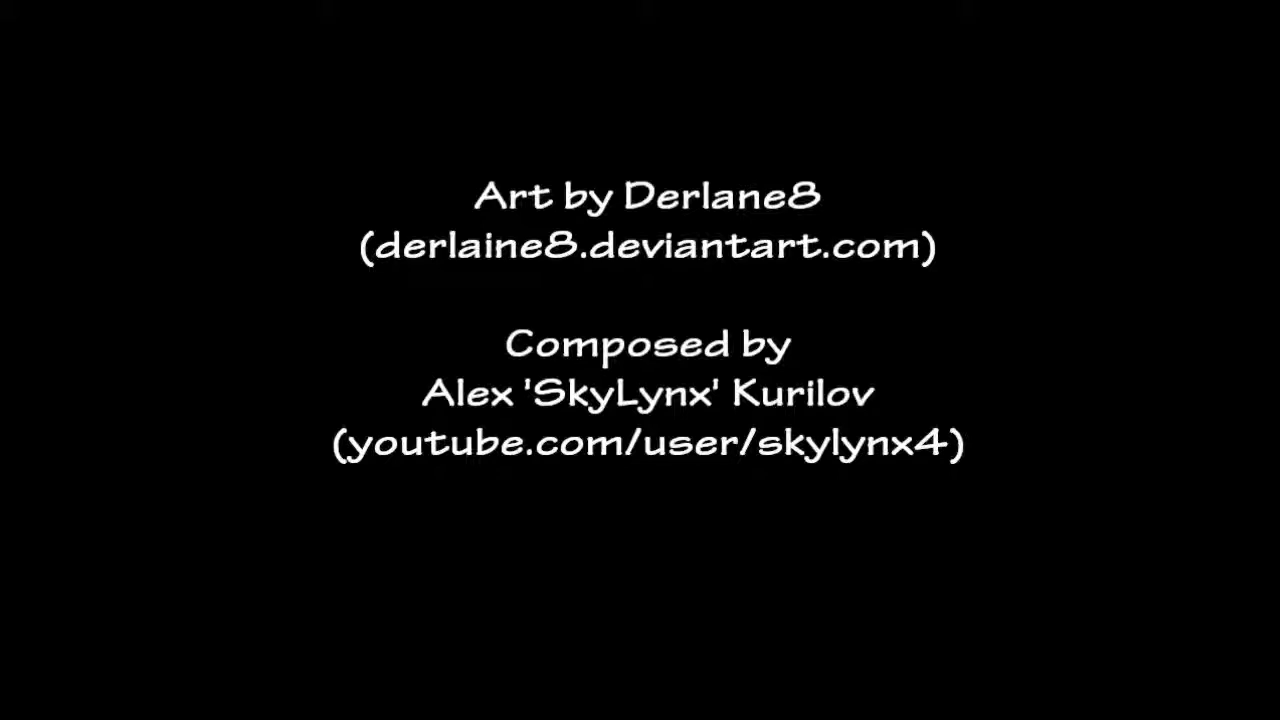 Art by Derlane8
(derlaine8.deviantart.com)
Composed by
Alex 'SkyLynx' Kurilov
(youtube.com/user/skylynx4)